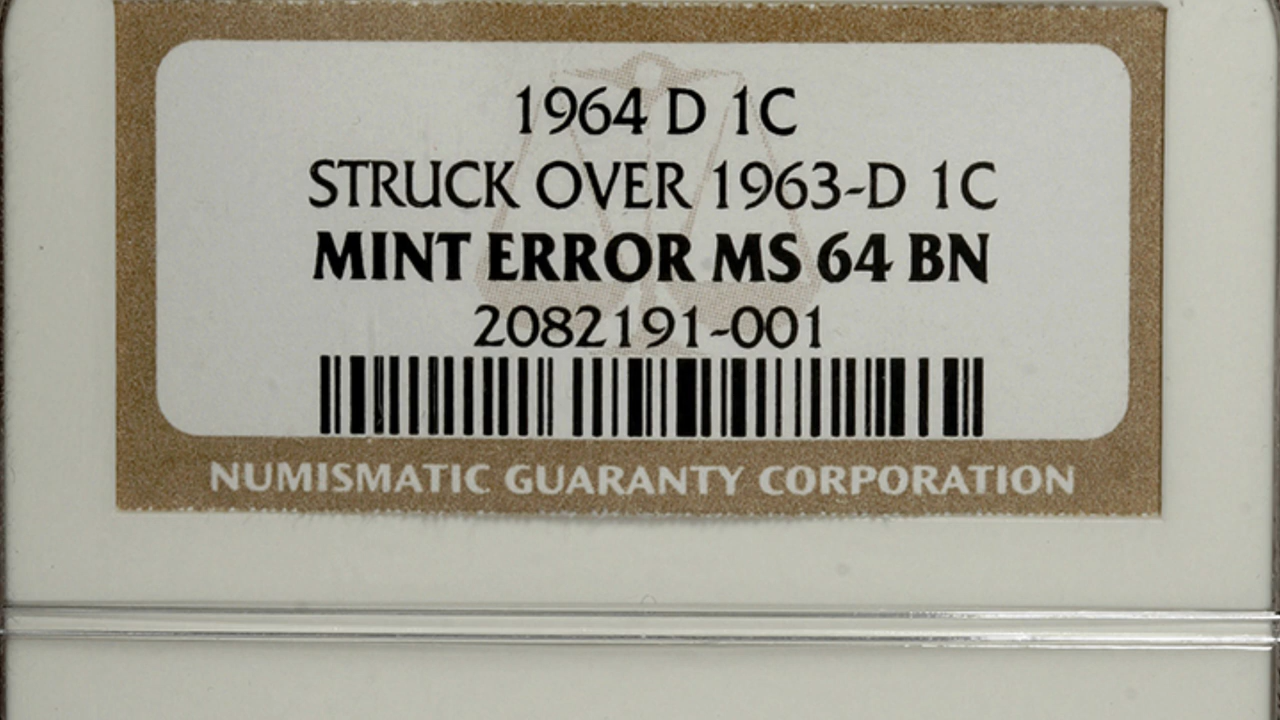 1964 D 1C
STRUCK OVER 1963-D 1C
MINT ERROR MS 64 BN
2082191-001
NUMISMATIC GUARANTY CORPORATION